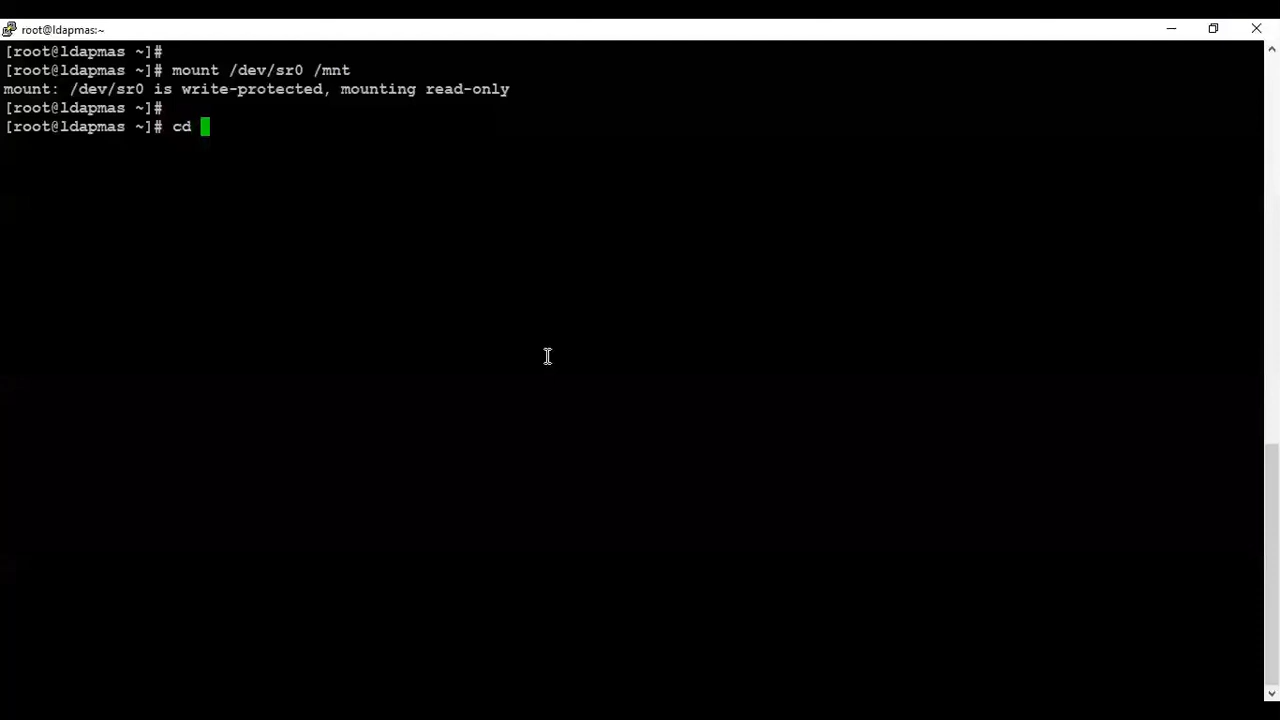 root@ldapmas:~
[root@ldapmas ~]#
[root@ldapmas ~]# mount /dev/sr0 /mnt
mount: /dev/sr0 is write-protected, mounting read-only
[root@ldapmas ~]#
[root@ldapmas ~]# cd